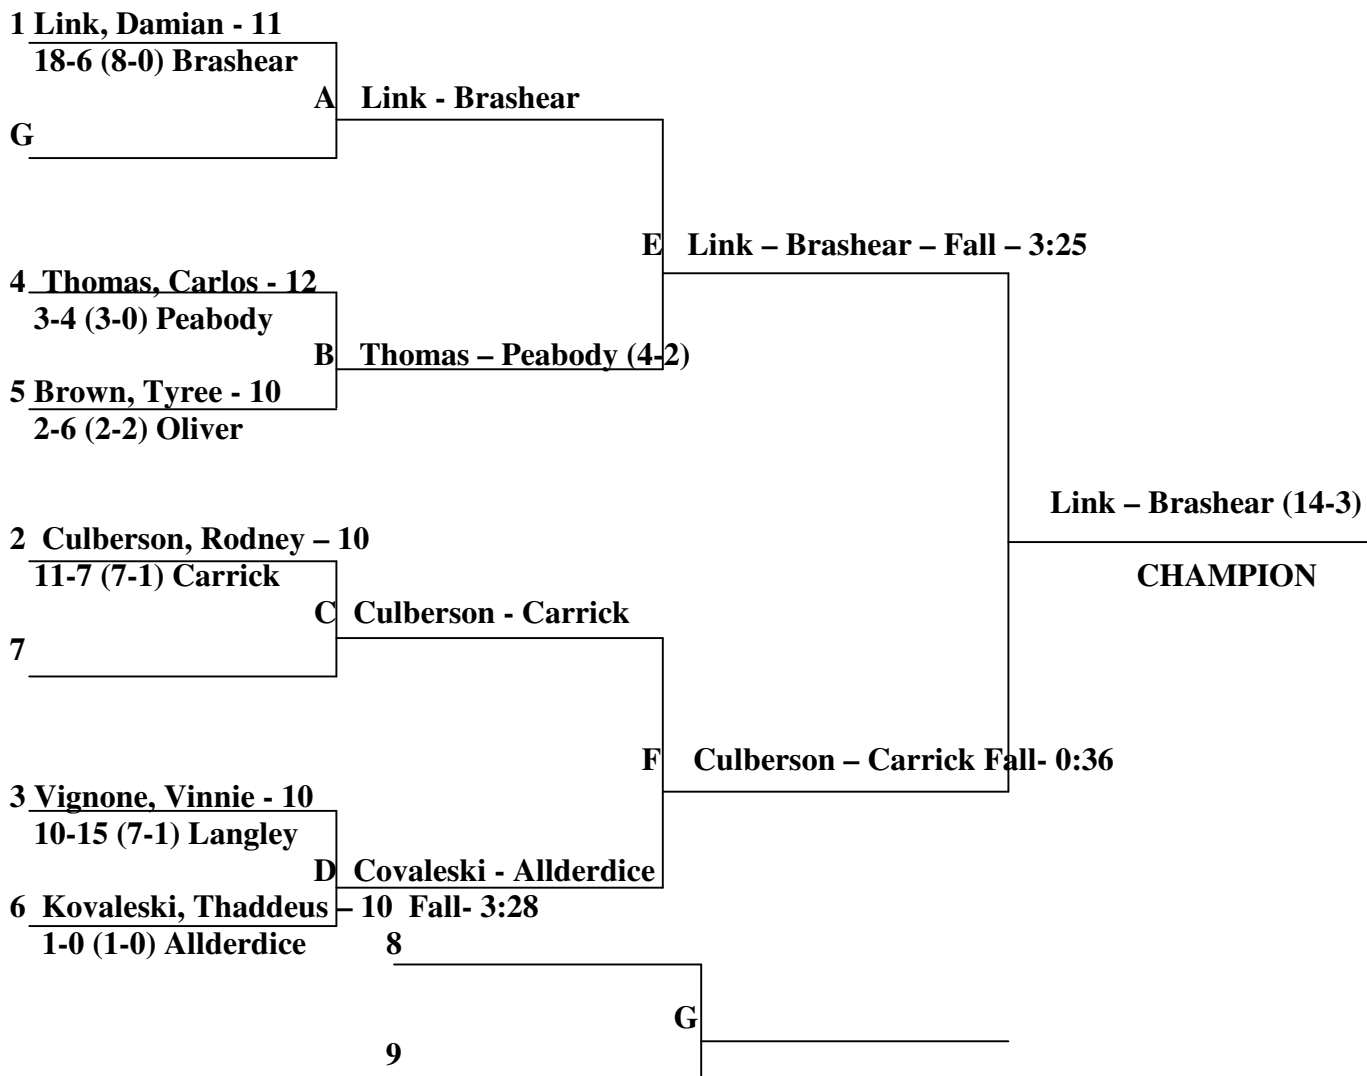 1 Link, Damian - 11
18-6 (8-0) Brashear
A Link - Brashear
G
E Link – Brashear – Fall – 3:25
4 Thomas, Carlos - 12
3-4 (3-0) Peabody
B Thomas – Peabody (4-2)
5 Brown, Tyree - 10
2-6 (2-2) Oliver
Link – Brashear (14-3)
CHAMPION
2 Culberson, Rodney – 10
11-7 (7-1) Carrick
C Culberson - Carrick
7
F Culberson – Carrick Fall- 0:36
3 Vignone, Vinnie - 10
10-15 (7-1) Langley
D Covaleski - Allderdice
6 Kovaleski, Thaddeus – 10 Fall- 3:28
1-0 (1-0) Allderdice
8
G
9